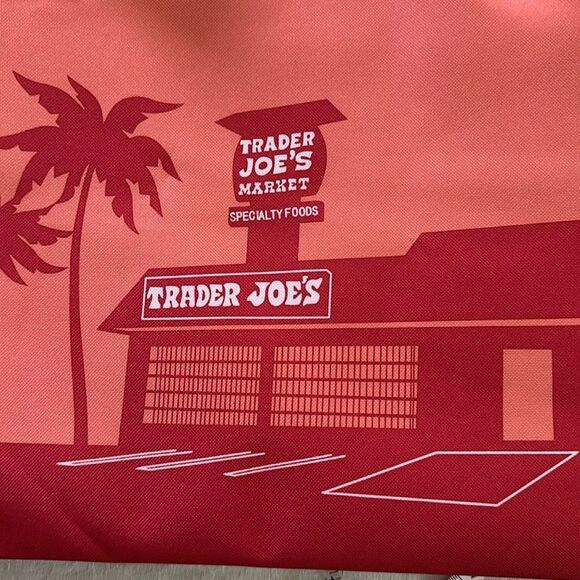 TRADER
JOE'S
MARKET
SPECIALTY FOODS
TRADER JOE'S